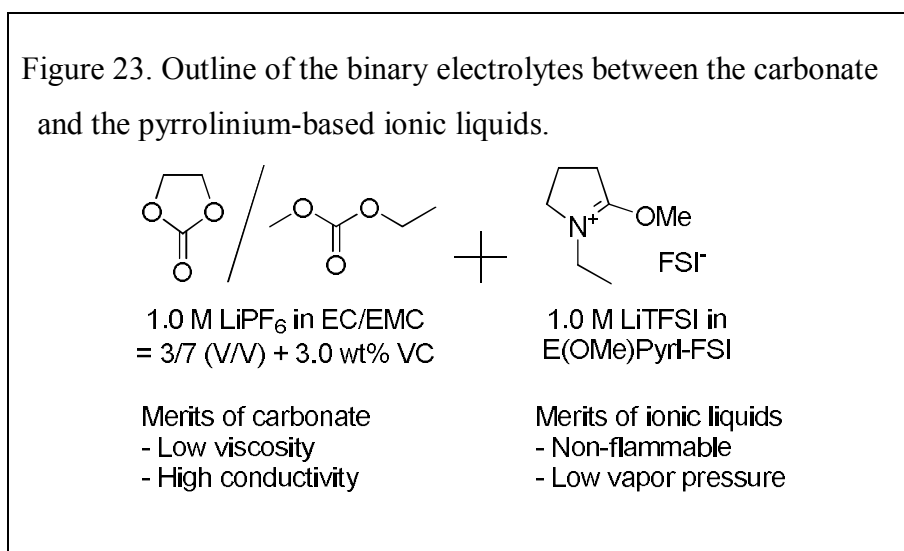 Figure 23. Outline of the binary electrolytes between the carbonate
and the pyrrolinium-based ionic liquids.
O O
O
O O
O
N+ OMe
FSI-
1.0 M LiPF6 in EC/EMC
= 3/7 (V/V) + 3.0 wt% VC
1.0 M LiTFSI in
E(OMe)Pyrl-FSI
Merits of carbonate
- Low viscosity
- High conductivity
Merits of ionic liquids
- Non-flammable
- Low vapor pressure